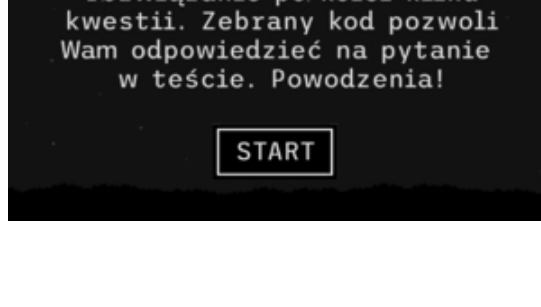 kwestii. Zebrany kod pozwoli
Wam odpowiedzieć na pytanie
w teście. Powodzenia!
START